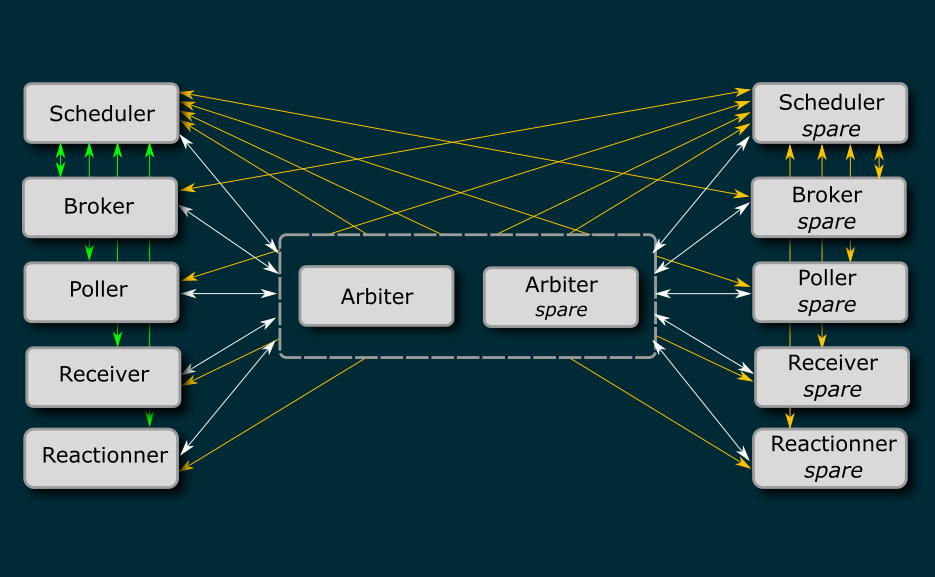 Scheduler
Broker
Poller
Receiver
Reactionner
Arbiter
Arbiter
spare
Scheduler
spare
Broker
spare
Poller
spare
Receiver
spare
Reactionner
spare